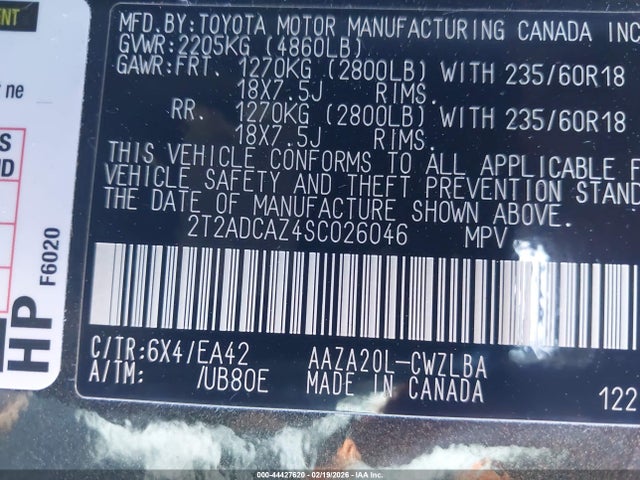 ENT
r ne
S
ND
HP
F6020
MFD.BY:TOYOTA MOTOR MANUFACTURING CANADA INC
GVWR:2205KG (4860LB)
GAWR:FRT. 1270KG (2800LB) WITH 235/60R18
18X7.5J RIMS.
RR. 1270KG (2800LB) WITH 235/60R18
18X7.5J RIMS.
THIS VEHICLE CONFORMS TO ALL APPLICABLE F
VEHICLE SAFETY AND THEFT PREVENTION STAND
THE DATE OF MANUFACTURE SHOWN ABOVE.
2T2ADCAZ4SC026046 MPV
C/TR:6X4/EA42 AAZA20L-CWZLBA
A/TM: /UB80E MADE IN CANADA 122
000-44427620 - 02/19/2026 - IAA Inc.